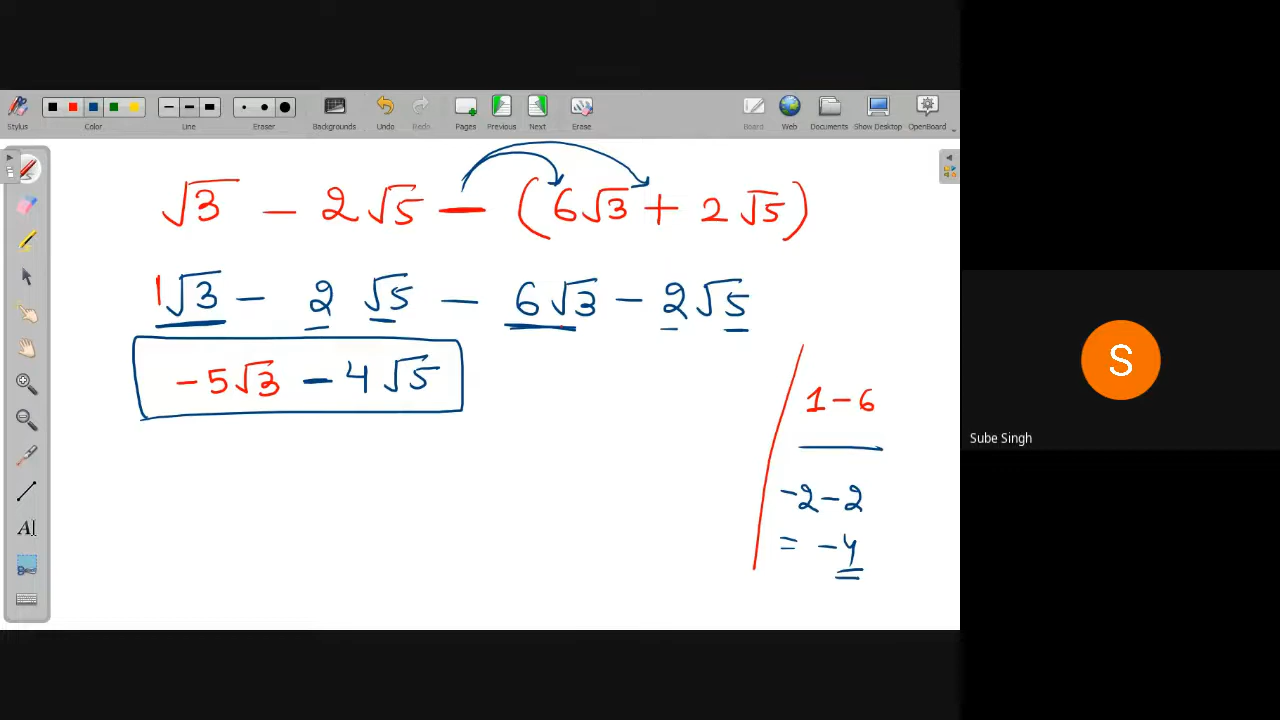 Stylus Color Line Eraser Backgrounds Undo Redo Pages Previous Next Erase Board Web Documents Show Desktop OpenBoard
√3 - 2√5 - (6√3 + 2√5)
1√3 - 2 √5 - 6√3 - 2√5
-5√3 - 4√5
1-6
-2-2
= -4
A
S
Sube Singh